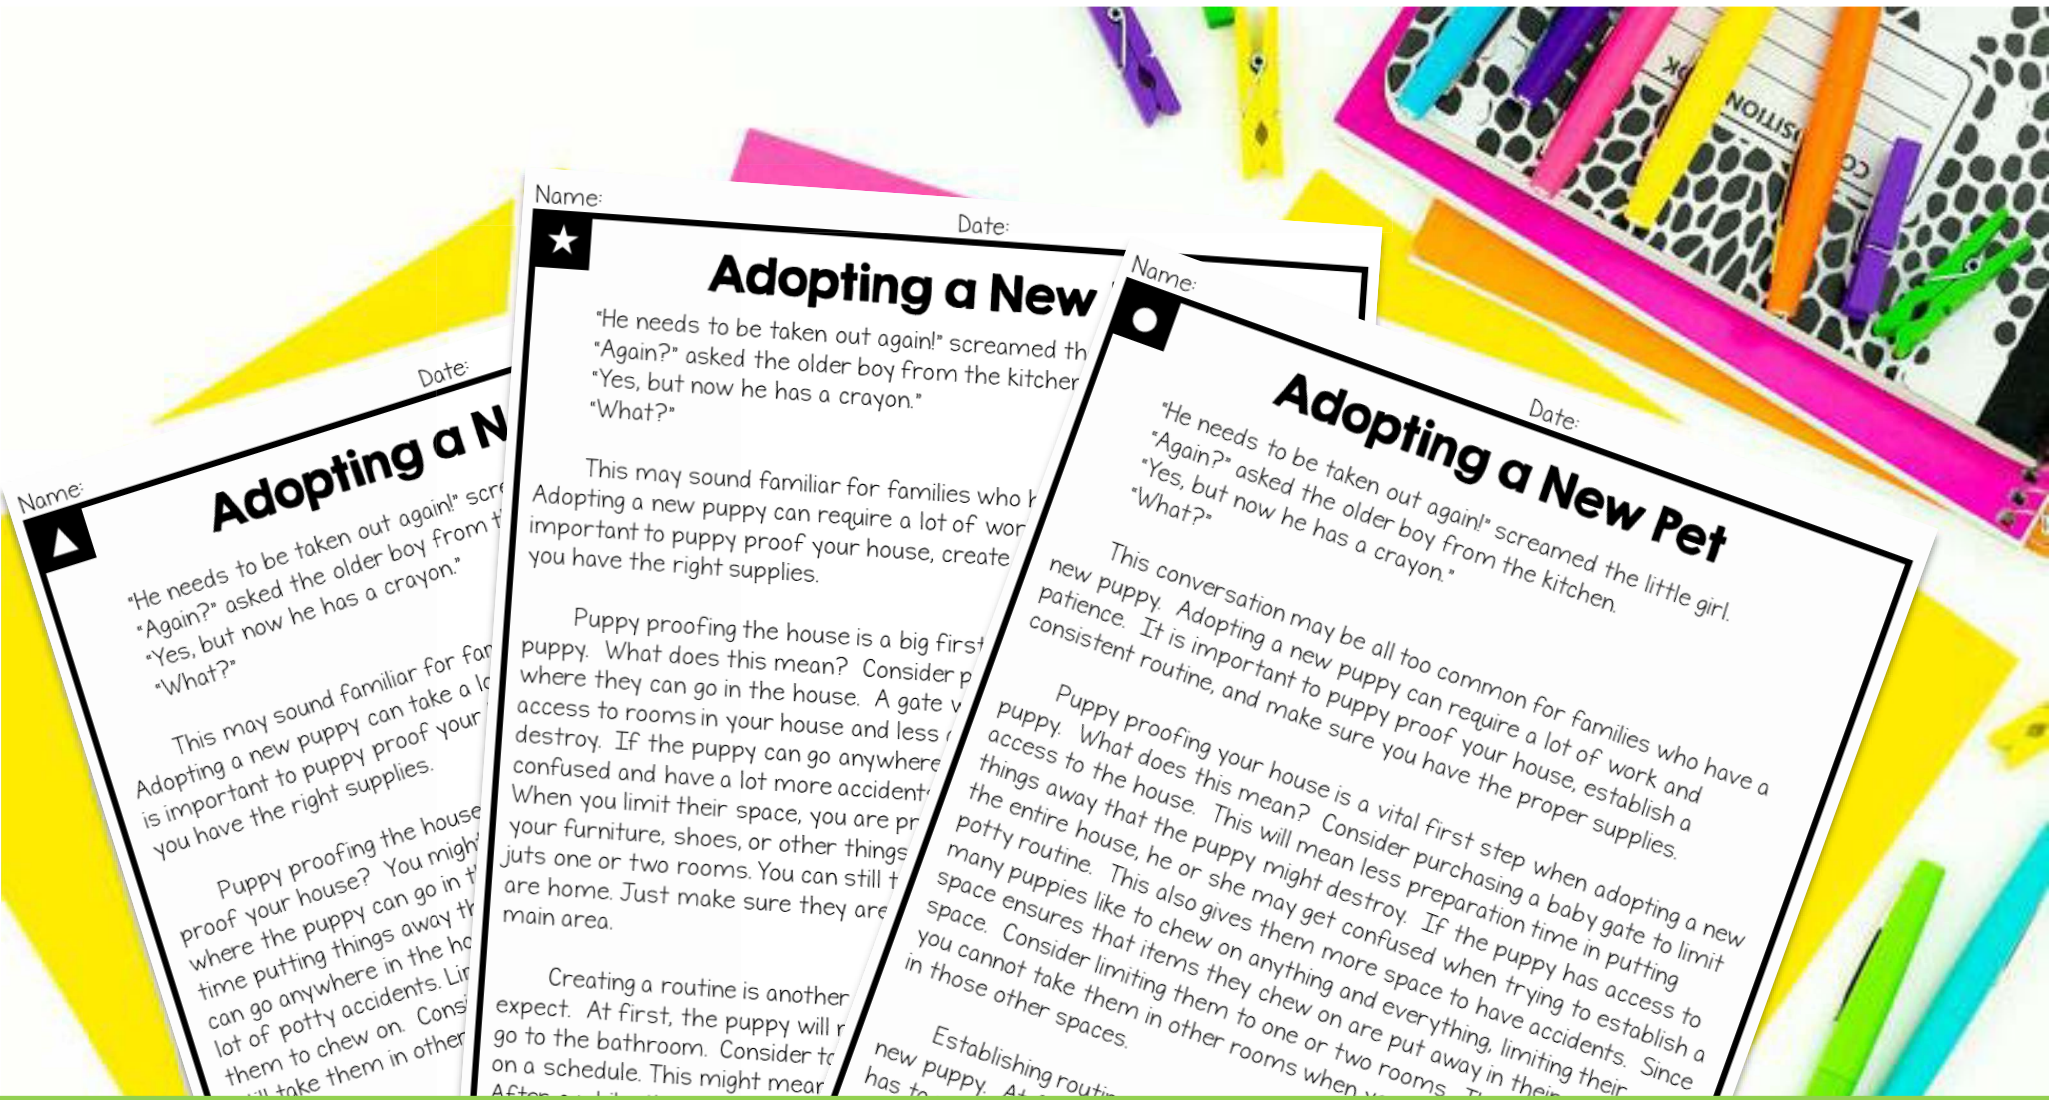 Name:
Date:
Adopting a N
"He needs to be taken out again!" scre
"Again?" asked the older boy from t
"Yes, but now he has a crayon."
"What?"
This may sound familiar for fam
Adopting a new puppy can take a lo
is important to puppy proof your
you have the right supplies.
Puppy proofing the house
proof your house? You might
where the puppy can go in t
time putting things away th
can go anywhere in the ho
lot of potty accidents. Lim
them to chew on. Cons
still take them in other
Name:
Date:
Adopting a New
"He needs to be taken out again!" screamed th
"Again?" asked the older boy from the kitchen
"Yes, but now he has a crayon."
"What?"
This may sound familiar for families who h
Adopting a new puppy can require a lot of wor
important to puppy proof your house, create
you have the right supplies.
Puppy proofing the house is a big first
puppy. What does this mean? Consider p
where they can go in the house. A gate w
access to rooms in your house and less
destroy. If the puppy can go anywhere
confused and have a lot more accident
When you limit their space, you are pr
your furniture, shoes, or other things
juts one or two rooms. You can still t
are home. Just make sure they are
main area.
Creating a routine is another
expect. At first, the puppy will r
go to the bathroom. Consider ta
on a schedule. This might mean
Name:
Date:
Adopting a New Pet
"He needs to be taken out again!" screamed the little girl.
"Again?" asked the older boy from the kitchen.
"Yes, but now he has a crayon."
"What?"
This conversation may be all too common for families who have a
new puppy. Adopting a new puppy can require a lot of work and
patience. It is important to puppy proof your house, establish a
consistent routine, and make sure you have the proper supplies.
Puppy proofing your house is a vital first step when adopting a new
puppy. What does this mean? Consider purchasing a baby gate to limit
access to the house. This will mean less preparation time in putting
things away that the puppy might destroy. If the puppy has access to
the entire house, he or she may get confused when trying to establish a
potty routine. This also gives them more space to have accidents. Since
many puppies like to chew on anything and everything, limiting their
space ensures that items they chew on are put away in their
space. Consider limiting them to one or two rooms. Th
you cannot take them in other rooms when y
in those other spaces.
Establishing routin
new puppy. At f
has to